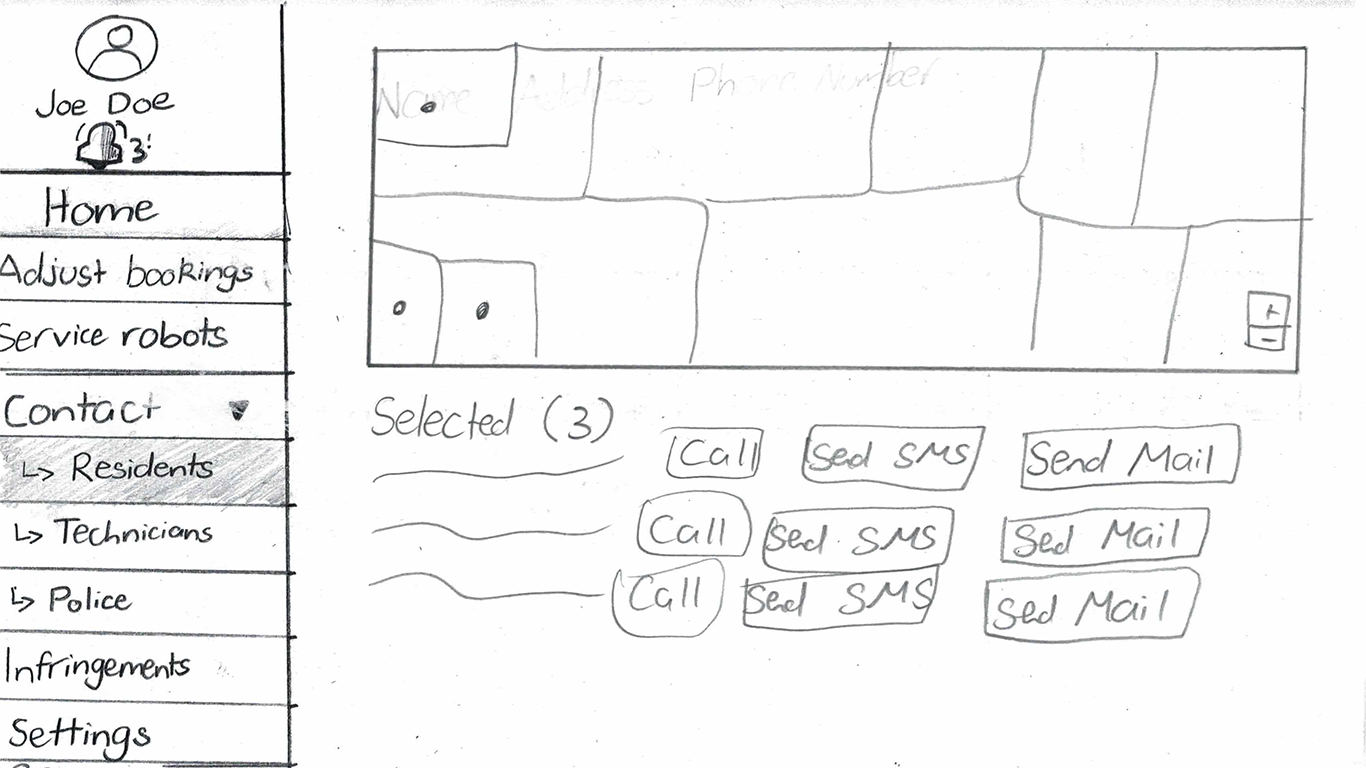 Joe Doe
3
Home
Adjust bookings
Service robots
Contact
Residents
Technicians
Police
Infringements
Settings
Name Address Phone Number
+
-
Selected (3)
Call Sed SMS Send Mail
Call Sed SMS Sed Mail
Call Sed SMS Sed Mail